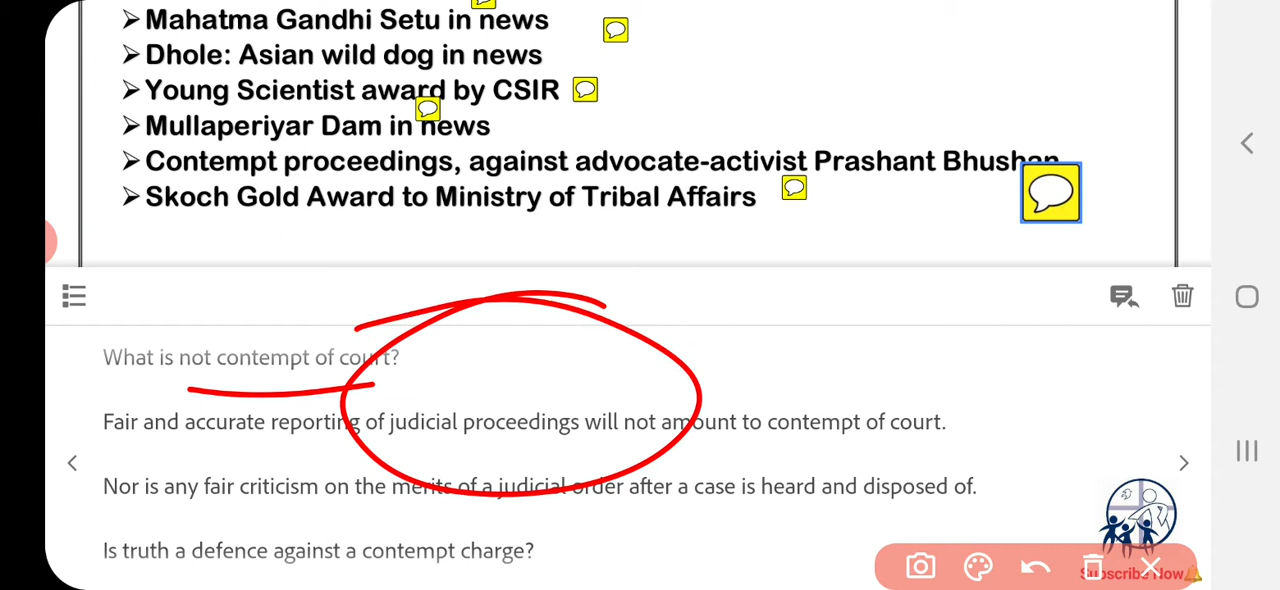 ➢Mahatma Gandhi Setu in news
➢Dhole: Asian wild dog in news
➢Young Scientist award by CSIR
➢Mullaperiyar Dam in news
➢Contempt proceedings, against advocate-activist Prashant Bhushan
➢Skoch Gold Award to Ministry of Tribal Affairs
What is not contempt of court?
Fair and accurate reporting of judicial proceedings will not amount to contempt of court.
Nor is any fair criticism on the merits of a judicial order after a case is heard and disposed of.
Is truth a defence against a contempt charge?
Subscribe Now